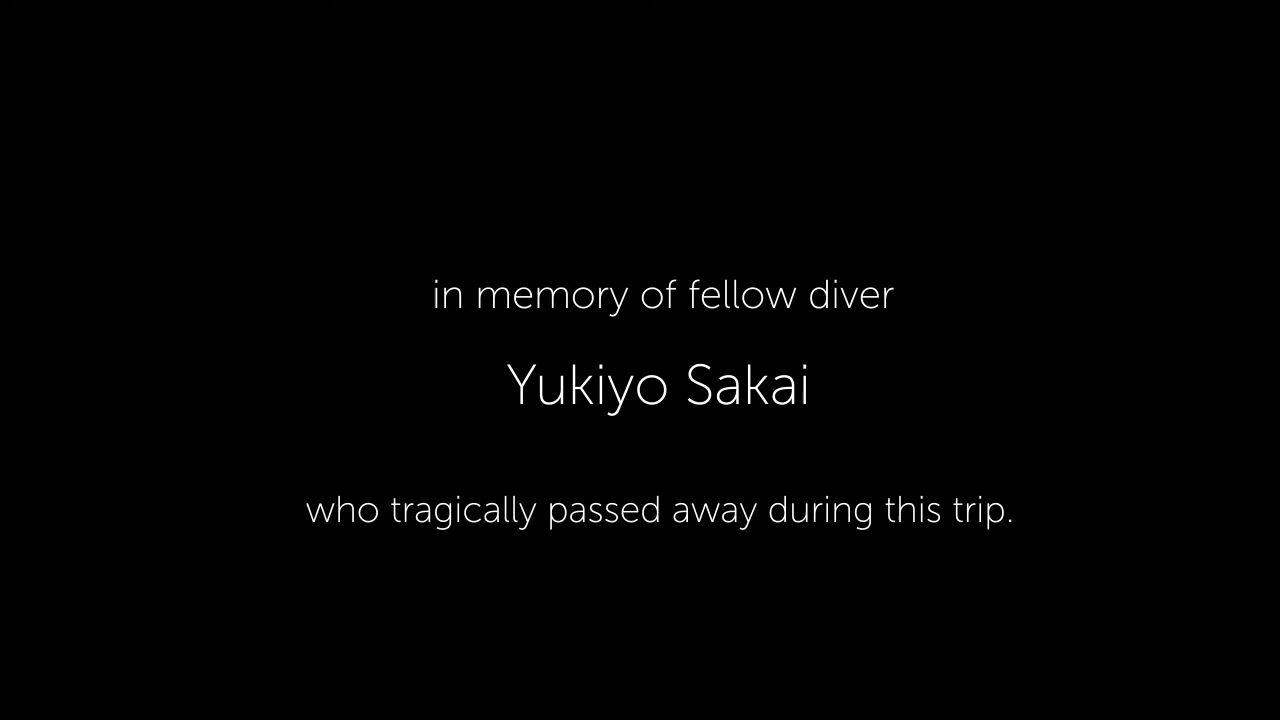 in memory of fellow diver
Yukiyo Sakai
who tragically passed away during this trip.